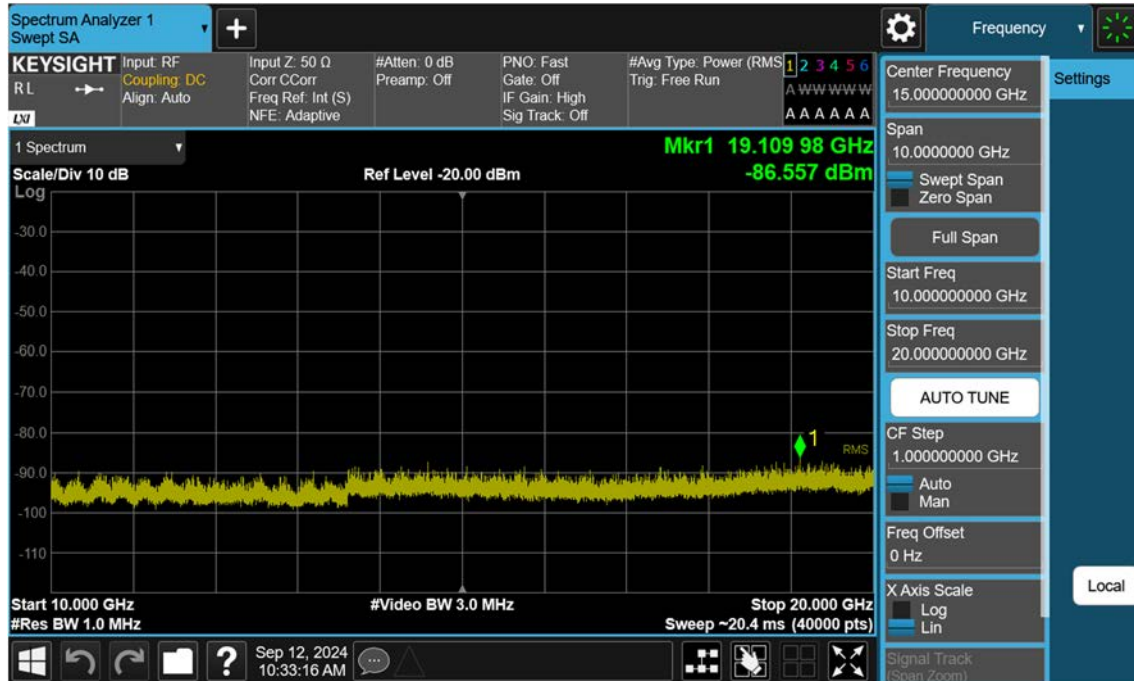 Spectrum Analyzer 1
Swept SA
+
Frequency
KEYSIGHT
R L
LXI
Input: RF
Coupling: DC
Align: Auto
Input Z: 50 Ω
Corr CCorr
Freq Ref: Int (S)
NFE: Adaptive
#Atten: 0 dB
Preamp: Off
PNO: Fast
Gate: Off
IF Gain: High
Sig Track: Off
#Avg Type: Power (RMS
Trig: Free Run
1 2 3 4 5 6
A W W W W W
A A A A A A
1 Spectrum
Scale/Div 10 dB
Ref Level -20.00 dBm
Mkr1 19.109 98 GHz
-86.557 dBm
Log
-30.0
-40.0
-50.0
-60.0
-70.0
-80.0
-90.0
-100
-110
1
RMS
Start 10.000 GHz
#Video BW 3.0 MHz
Stop 20.000 GHz
#Res BW 1.0 MHz
Sweep ~20.4 ms (40000 pts)
?
Sep 12, 2024
10:33:16 AM
Center Frequency
15.000000000 GHz
Span
10.0000000 GHz
Swept Span
Zero Span
Full Span
Start Freq
10.000000000 GHz
Stop Freq
20.000000000 GHz
AUTO TUNE
CF Step
1.000000000 GHz
Auto
Man
Freq Offset
0 Hz
X Axis Scale
Log
Lin
Signal Track
(Span Zoom)
Settings
Local